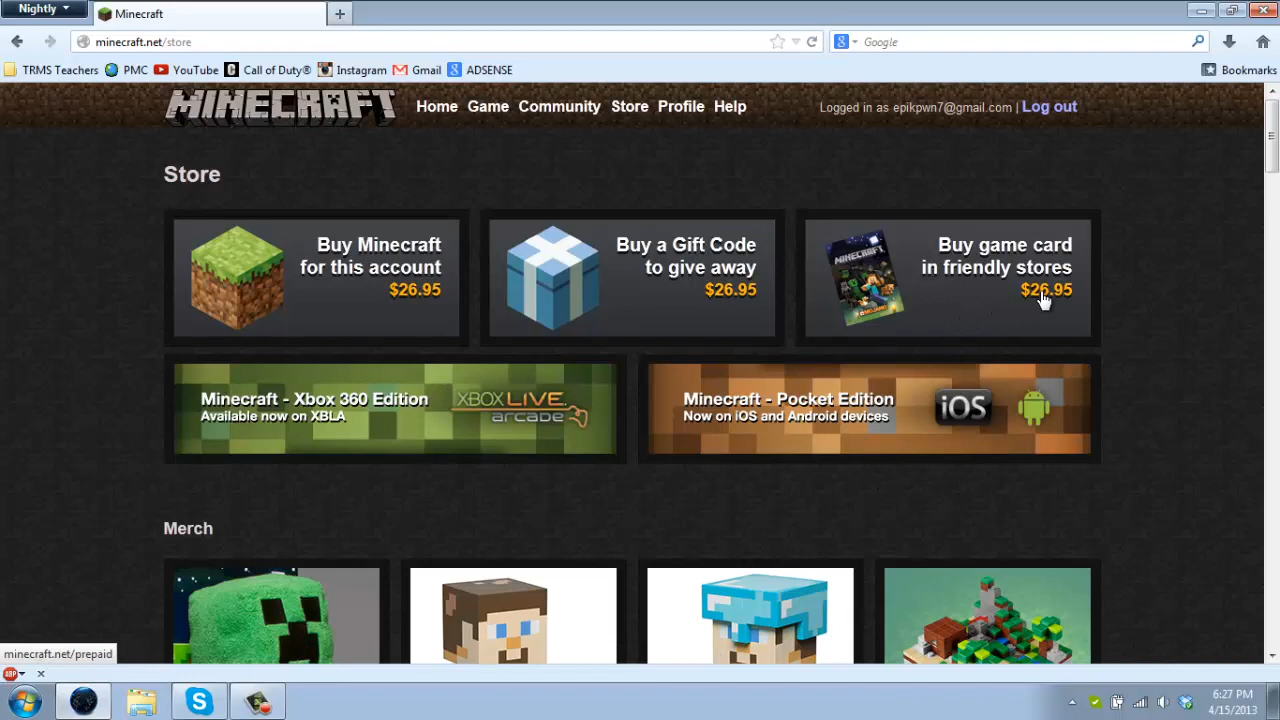 Nightly
Minecraft
minecraft.net/store
Google
TRMS Teachers
PMC
YouTube
Call of Duty®
Instagram
Gmail
ADSENSE
Bookmarks
MINECRAFT
Home
Game
Community
Store
Profile
Help
Logged in as epikpwn7@gmail.com | Log out
Store
Buy Minecraft
for this account
$26.95
Buy a Gift Code
to give away
$26.95
MINECRAFT
MOJANG
Buy game card
in friendly stores
$26.95
Minecraft - Xbox 360 Edition
Available now on XBLA
XBOX LIVE
arcade
Minecraft - Pocket Edition
Now on iOS and Android devices
iOS
Merch
minecraft.net/prepaid
ABP
6:27 PM
4/15/2013